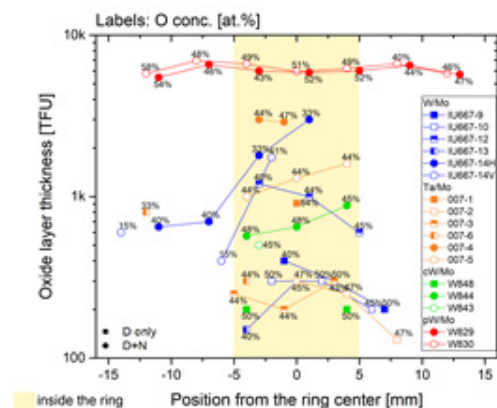 Labels: O conc. [at.%]
10k
1k
100
Oxide layer thickness [TFU]
58%
48%
49%
51%
49%
40%
46%
54%
46%
43%
52%
52%
44%
47%
44%
47%
33%
33%
61%
44%
44%
44%
33%
49%
44%
84%
45%
15%
40%
40%
48%
48%
45%
45%
55%
40%
44%
47%
50%
50%
45%
47%
44%
50%
44%
50%
45%
50%
40%
47%
W/Mo
IU667-9
IU667-10
IU667-12
IU667-13
IU667-14H
IU667-14V
Ta/Mo
007-1
007-2
007-3
007-6
007-4
007-5
cW/Mo
W848
W844
W843
pW/Mo
W829
W830
D only
D+N
-15 -10 -5 0 5 10 15
inside the ring
Position from the ring center [mm]